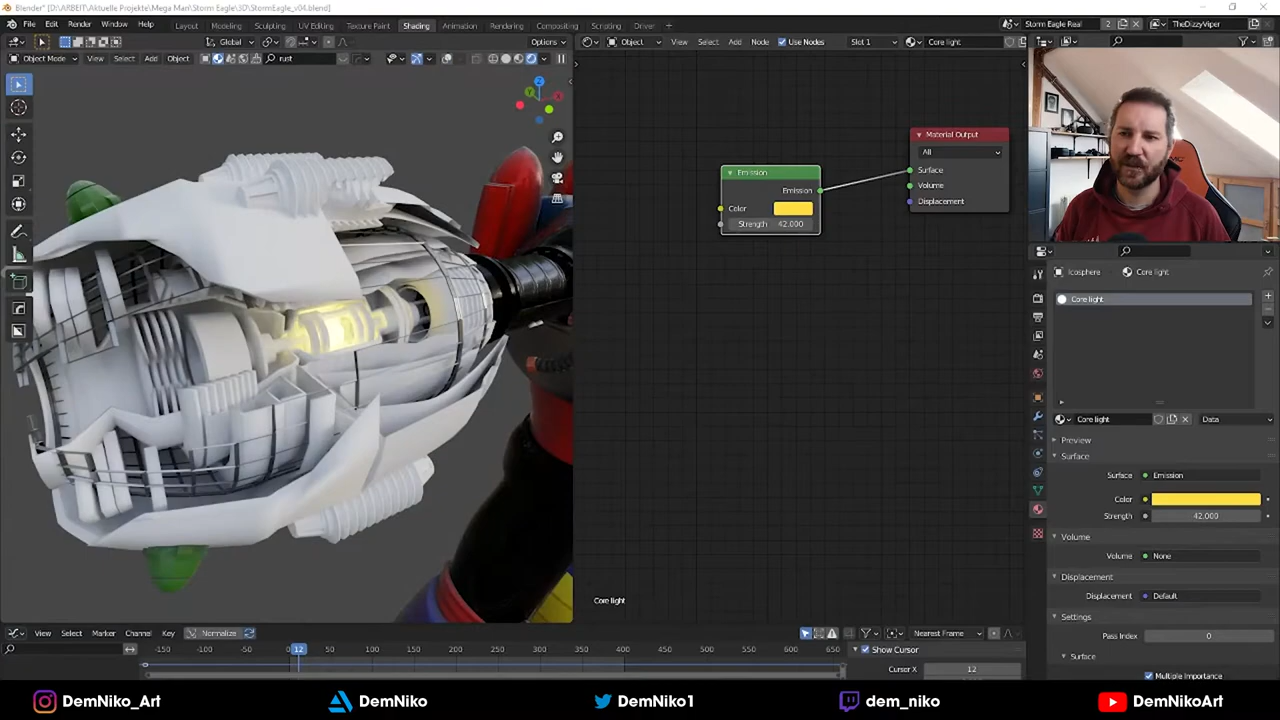 Blender* [D:\ARBEIT\Aktuelle Projekte\Mega Man\Storm Eagle\3D\StormEagle_v04.blend]
File Edit Render Window Help Layout Modeling Sculpting UV Editing Texture Paint Shading Animation Rendering Compositing Scripting Driver + Storm Eagle Real 2 TheDizzyViper
Global Options Object View Select Add Node Use Nodes Slot 1 Core light
Object Mode View Select Add Object rust
Z
Y
X
Emission
Emission
Color
Strength 42.000
Material Output
All
Surface
Volume
Displacement
Core light
Icosphere Core light
Core light
Core light Data
Preview
Surface
Surface Emission
Color
Strength 42.000
Volume
Volume None
Displacement
Displacement Default
Settings
Pass Index 0
Surface
Multiple Importance
View Select Marker Channel Key Normalize Nearest Frame
-150 -100 -50 0 12 50 100 150 200 250 300 350 400 450 500 550 600 650
Show Cursor
Cursor X 12
DemNiko_Art DemNiko DemNiko1 dem_niko DemNikoArt